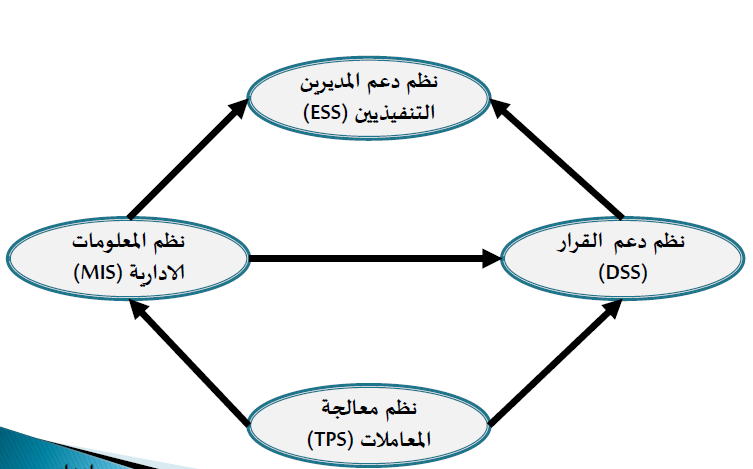 نظم دعم المديرين
التنفيذيين (ESS)
نظم المعلومات
الادارية (MIS)
نظم دعم القرار
(DSS)
نظم معالجة
المعاملات (TPS)